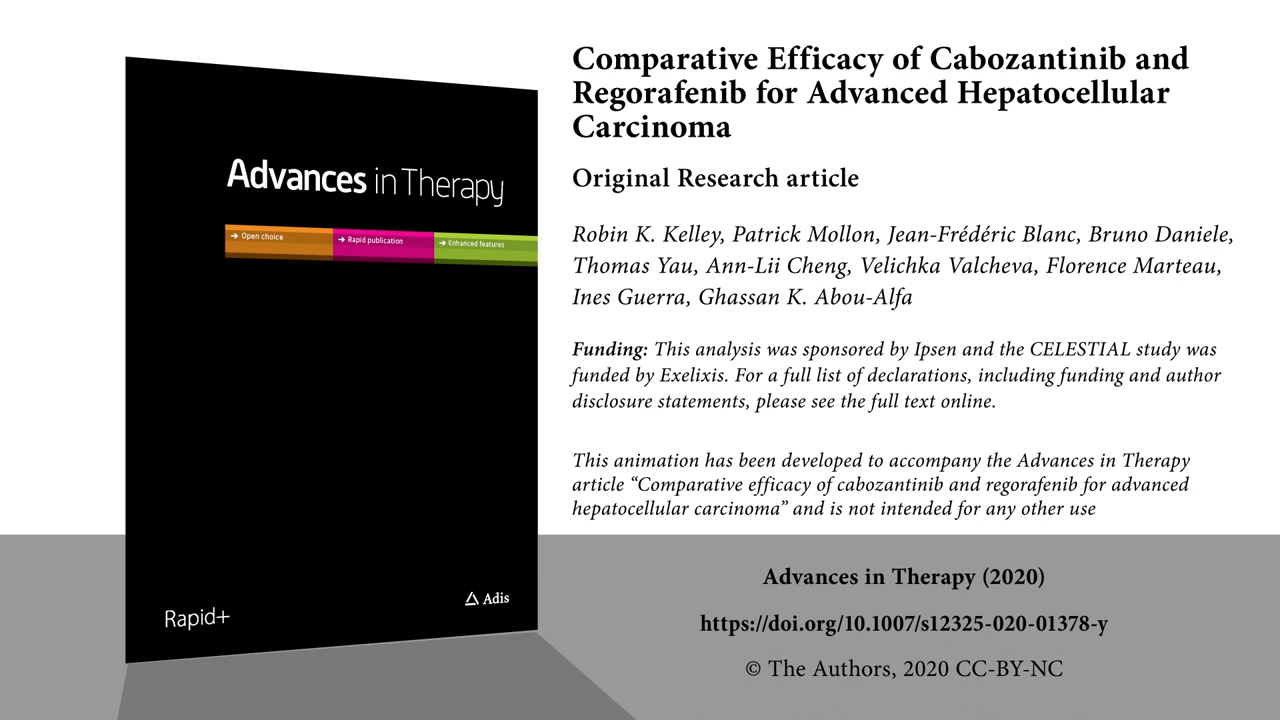 Advances in Therapy
→ Open choice
→ Rapid publication
→ Enhanced features
Rapid+
Adis
Comparative Efficacy of Cabozantinib and
Regorafenib for Advanced Hepatocellular
Carcinoma
Original Research article
Robin K. Kelley, Patrick Mollon, Jean-Frédéric Blanc, Bruno Daniele,
Thomas Yau, Ann-Lii Cheng, Velichka Valcheva, Florence Marteau,
Ines Guerra, Ghassan K. Abou-Alfa
Funding: This analysis was sponsored by Ipsen and the CELESTIAL study was
funded by Exelixis. For a full list of declarations, including funding and author
disclosure statements, please see the full text online.
This animation has been developed to accompany the Advances in Therapy
article “Comparative efficacy of cabozantinib and regorafenib for advanced
hepatocellular carcinoma” and is not intended for any other use
Advances in Therapy (2020)
https://doi.org/10.1007/s12325-020-01378-y
© The Authors, 2020 CC-BY-NC